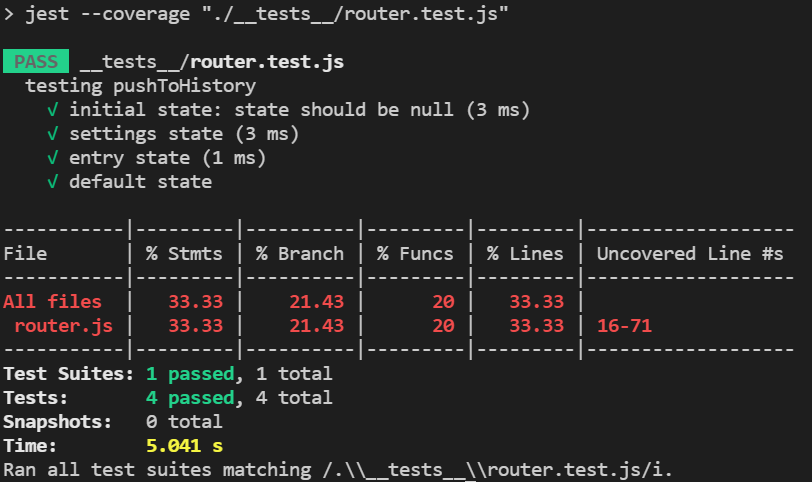 > jest --coverage "./__tests__/router.test.js"
PASS __tests__/router.test.js
testing pushToHistory
√ initial state: state should be null (3 ms)
√ settings state (3 ms)
√ entry state (1 ms)
√ default state
-----------|---------|----------|---------|---------|-------------------
File       | % Stmts | % Branch | % Funcs | % Lines | Uncovered Line #s
-----------|---------|----------|---------|---------|-------------------
All files  |   33.33 |    21.43 |      20 |   33.33 |
 router.js |   33.33 |    21.43 |      20 |   33.33 | 16-71
-----------|---------|----------|---------|---------|-------------------
Test Suites: 1 passed, 1 total
Tests:       4 passed, 4 total
Snapshots:   0 total
Time:        5.041 s
Ran all test suites matching /.\\__tests__\\router.test.js/i.